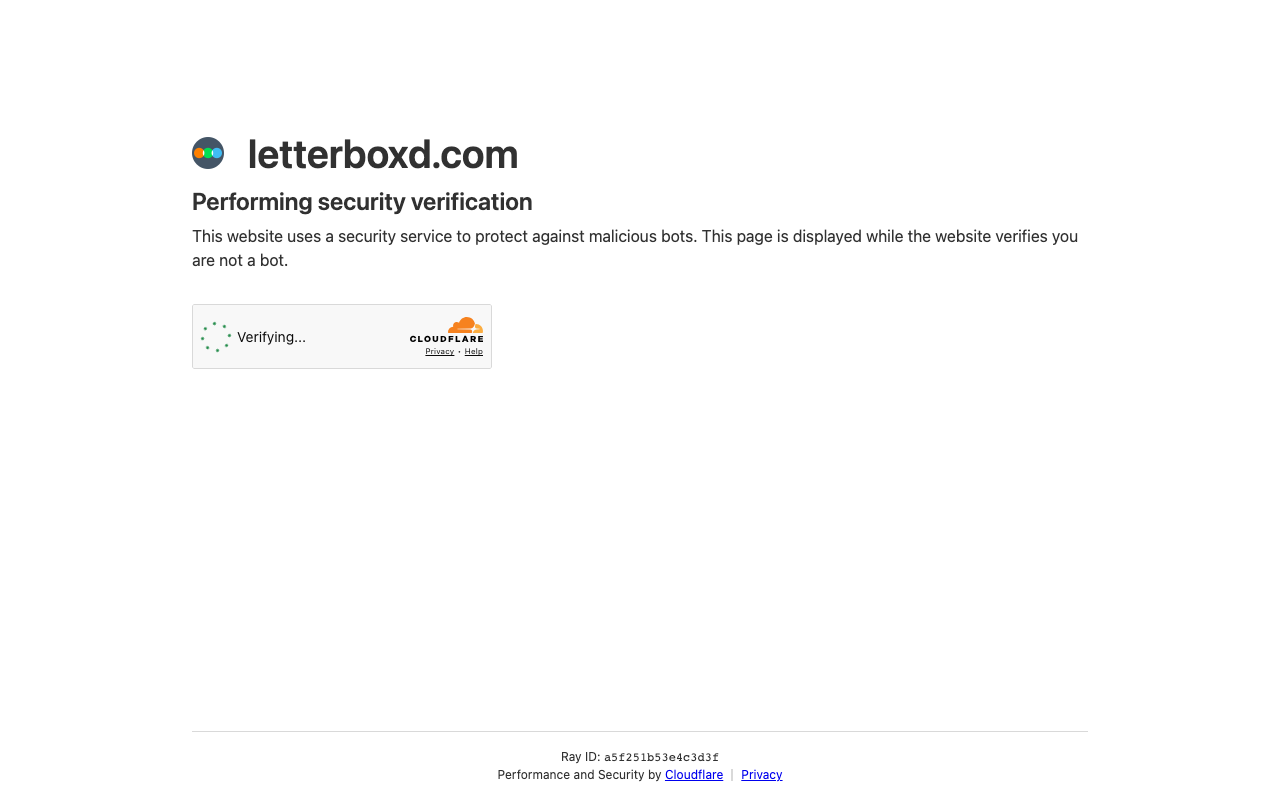 letterboxd.com
Performing security verification
This website uses a security service to protect against malicious bots. This page is displayed while the website verifies you
are not a bot.
Verifying...
CLOUDFLARE
Privacy • Help
Ray ID: a5f251b53e4c3d3f
Performance and Security by Cloudflare | Privacy